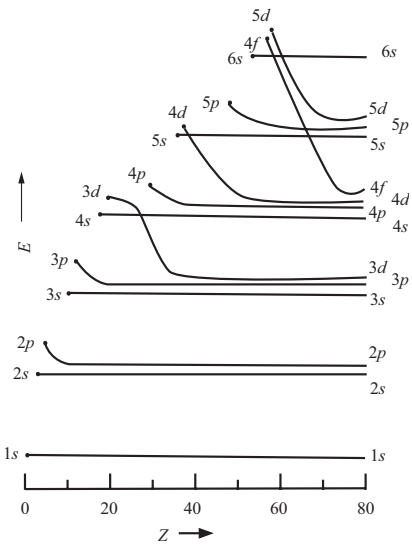 5d
4f
6s 6s
4d 5p 5d
5p
5s 5s
3d 4p 4f
4d
4s 4p
4s
E
3p 3d
3p
3s 3s
2p 2p
2s 2s
1s 1s
0 20 40 60 80
Z